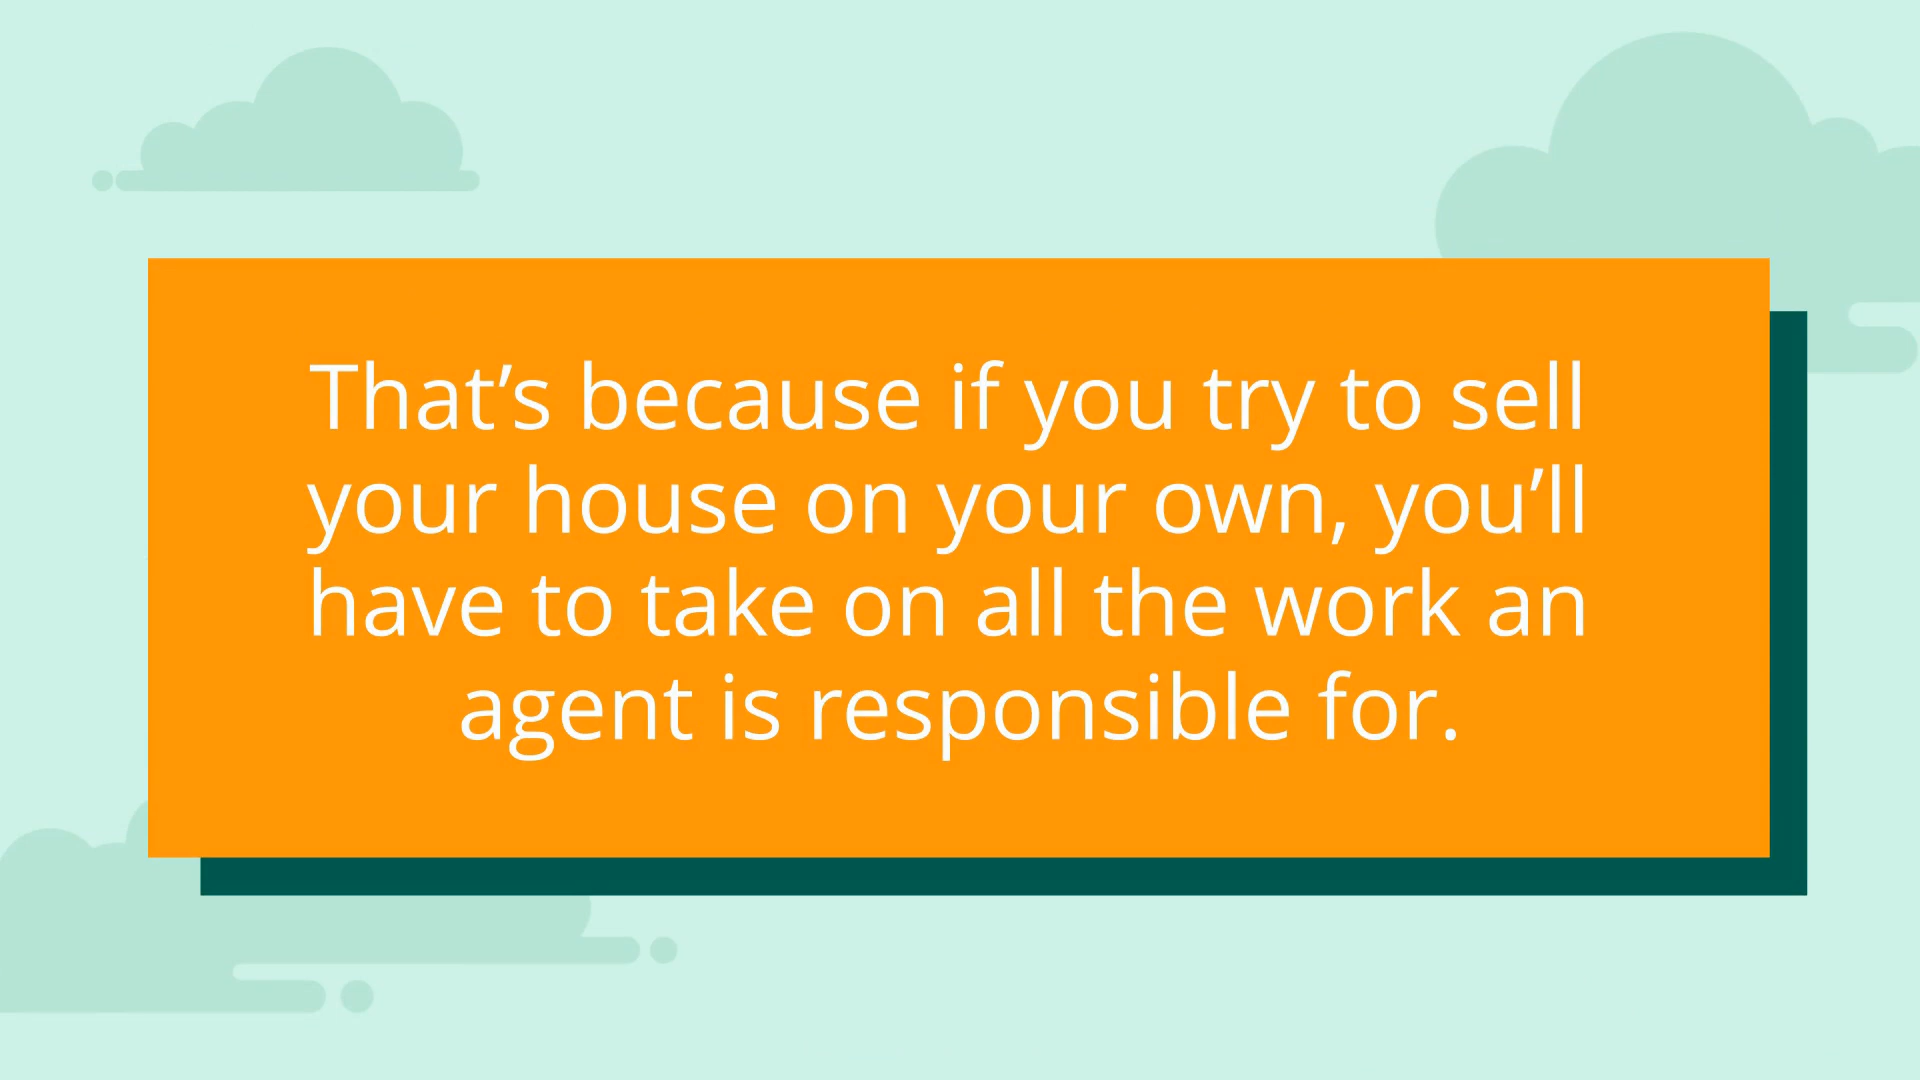 That’s because if you try to sell
your house on your own, you’ll
have to take on all the work an
agent is responsible for.